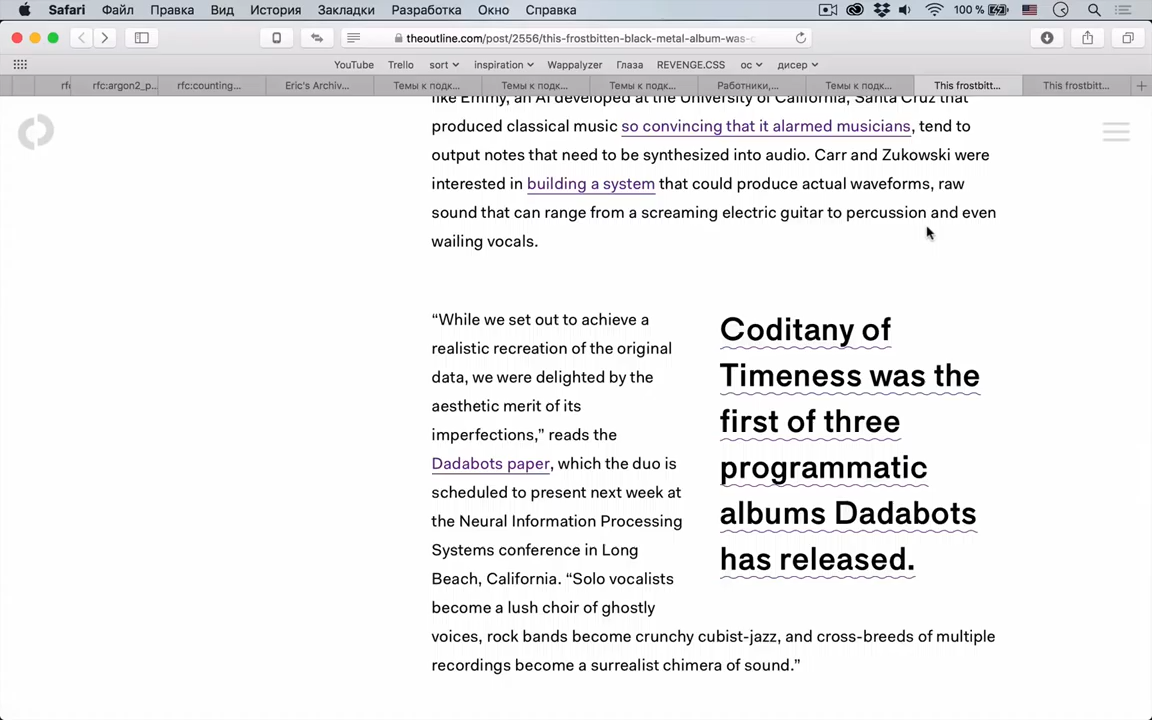 Safari Файл Правка Вид История Закладки Разработка Окно Справка 100 %
theoutline.com/post/2556/this-frostbitten-black-metal-album-was-c
YouTube Trello sort inspiration Wappalyzer Глаза REVENGE.CSS ос дисер
rfc rfc:argon2_p... rfc:counting... Eric's Archiv... Темы к подк... Темы к подк... Темы к подк... Работники,... Темы к подк... This frostbitt... This frostbitt...
like Emmy, an AI developed at the University of California, Santa Cruz that
produced classical music so convincing that it alarmed musicians, tend to
output notes that need to be synthesized into audio. Carr and Zukowski were
interested in building a system that could produce actual waveforms, raw
sound that can range from a screaming electric guitar to percussion and even
wailing vocals.
“While we set out to achieve a
realistic recreation of the original
data, we were delighted by the
aesthetic merit of its
imperfections,” reads the
Dadabots paper, which the duo is
scheduled to present next week at
the Neural Information Processing
Systems conference in Long
Beach, California. “Solo vocalists
become a lush choir of ghostly
voices, rock bands become crunchy cubist-jazz, and cross-breeds of multiple
recordings become a surrealist chimera of sound.”
Coditany of
Timeness was the
first of three
programmatic
albums Dadabots
has released.